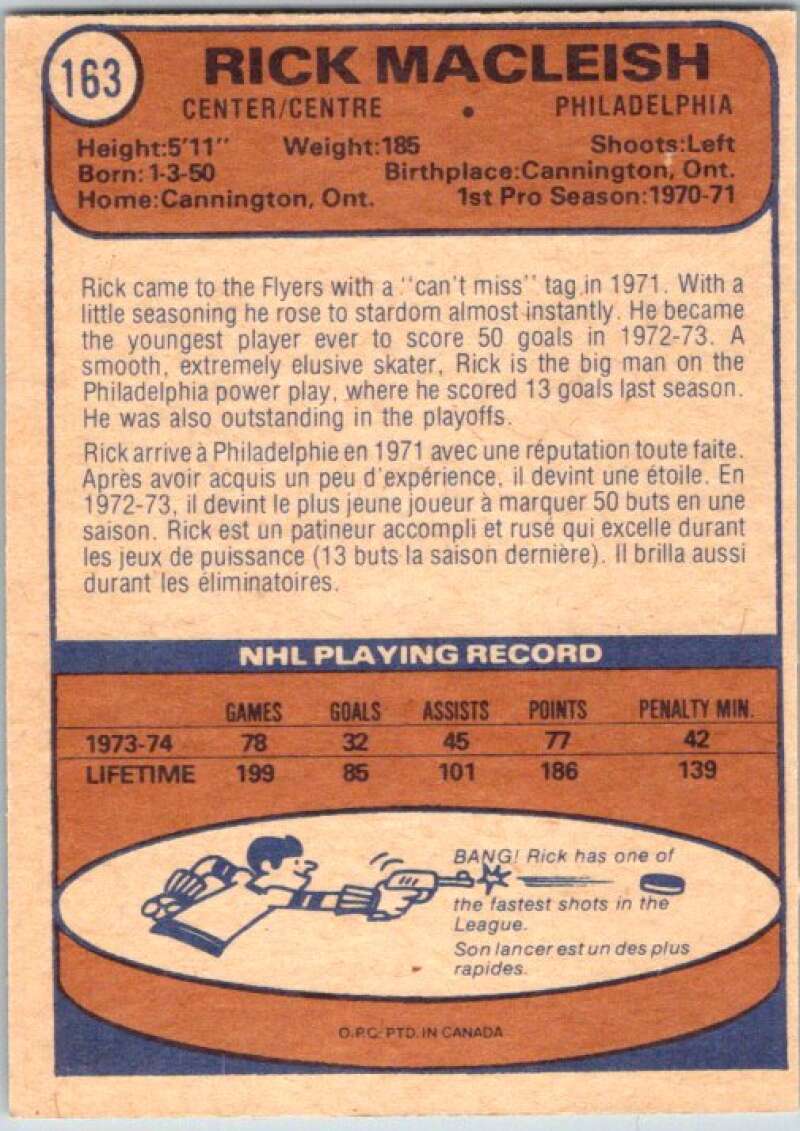 163
RICK MACLEISH
CENTER/CENTRE • PHILADELPHIA
Height:5'11" Weight:185 Shoots:Left
Born:1-3-50 Birthplace:Cannington, Ont.
Home:Cannington, Ont. 1st Pro Season:1970-71
Rick came to the Flyers with a "can't miss" tag in 1971. With a
little seasoning he rose to stardom almost instantly. He became
the youngest player ever to score 50 goals in 1972-73. A
smooth, extremely elusive skater, Rick is the big man on the
Philadelphia power play, where he scored 13 goals last season.
He was also outstanding in the playoffs.
Rick arrive à Philadelphie en 1971 avec une réputation toute faite.
Après avoir acquis un peu d'expérience, il devint une étoile. En
1972-73, il devint le plus jeune joueur à marquer 50 buts en une
saison. Rick est un patineur accompli et rusé qui excelle durant
les jeux de puissance (13 buts la saison dernière). Il brilla aussi
durant les éliminatoires.
NHL PLAYING RECORD
GAMES GOALS ASSISTS POINTS PENALTY MIN.
1973-74 78 32 45 77 42
LIFETIME 199 85 101 186 139
BANG! Rick has one of
the fastest shots in the
League.
Son lancer est un des plus
rapides.
O.P.C. PTD. IN CANADA